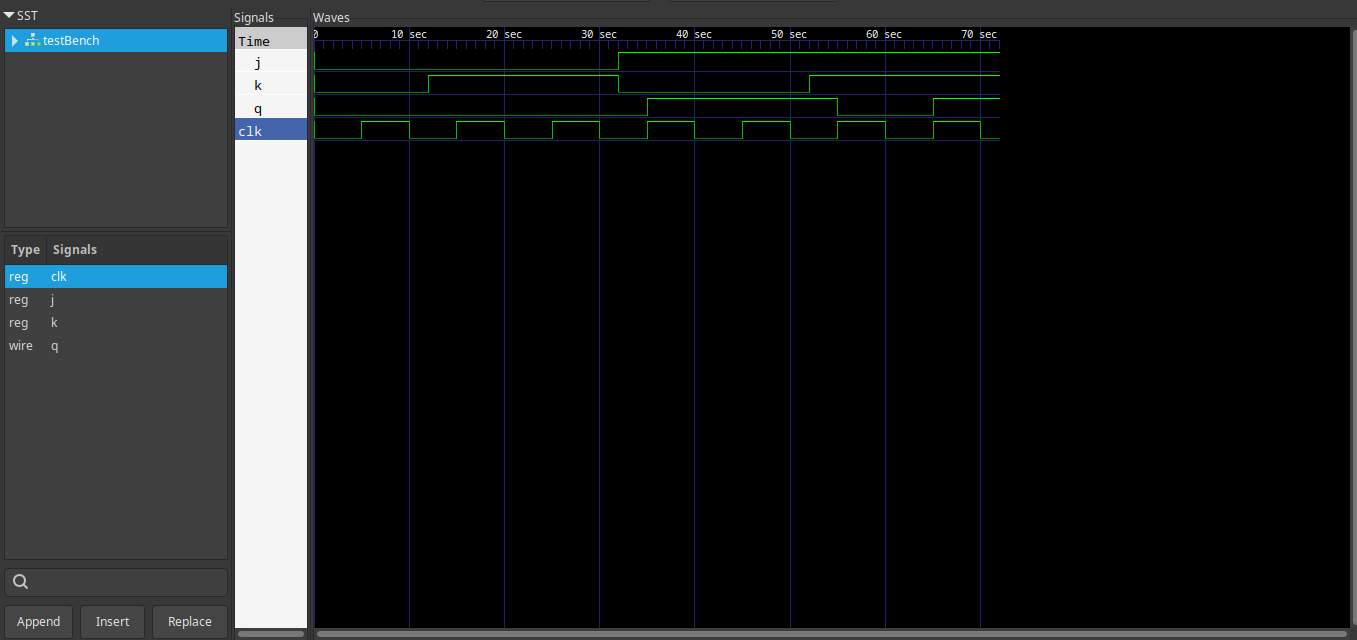 SST
testBench
Type Signals
reg clk
reg j
reg k
wire q
Append Insert Replace
Signals
Time
j
k
q
clk
Waves
0 10 sec 20 sec 30 sec 40 sec 50 sec 60 sec 70 sec